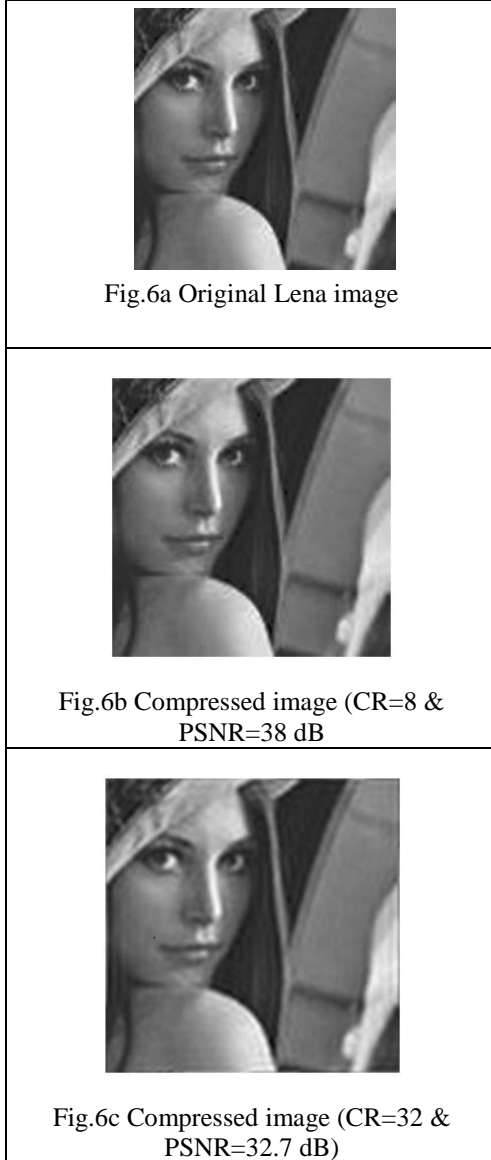 Fig.6a Original Lena image
Fig.6b Compressed image (CR=8 &
PSNR=38 dB
Fig.6c Compressed image (CR=32 &
PSNR=32.7 dB)